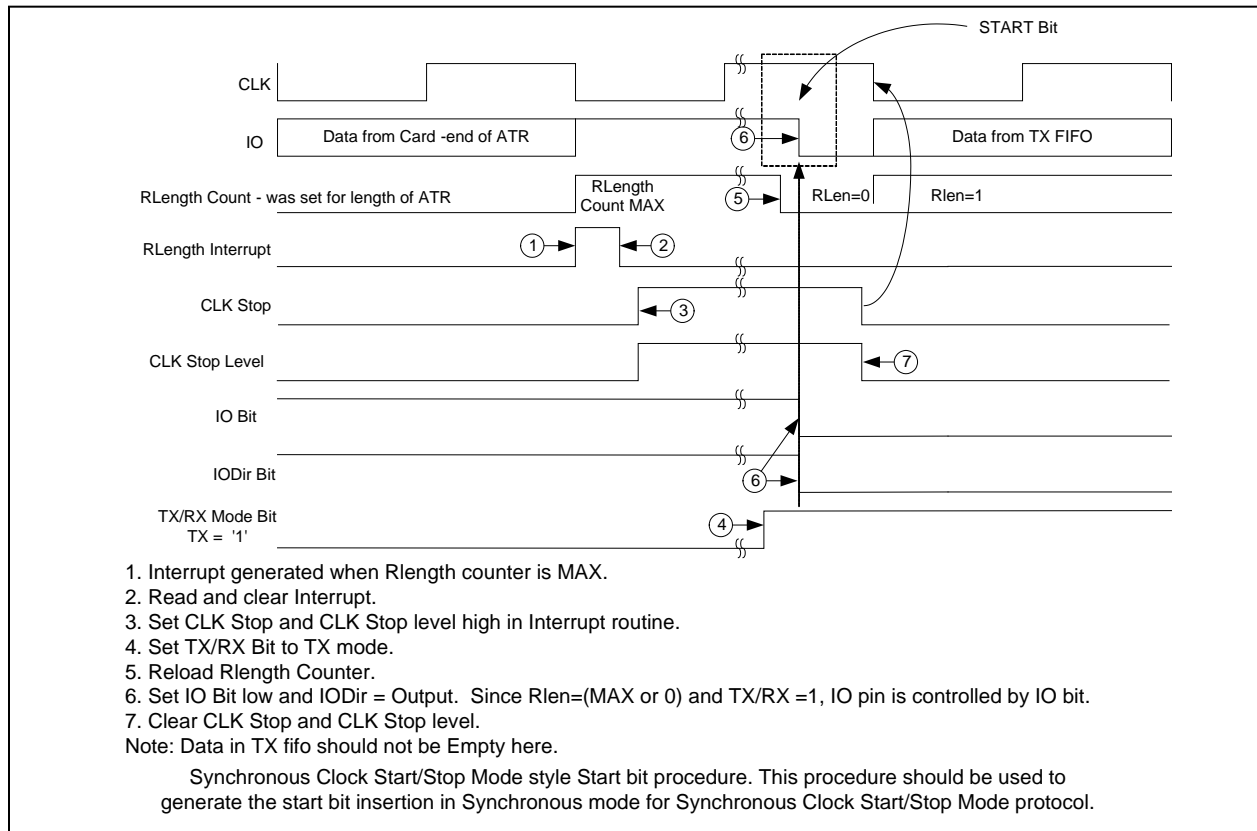 START Bit
CLK
IO
Data from Card -end of ATR
6
Data from TX FIFO
RLength Count - was set for length of ATR
RLength
Count MAX
5
RLen=0
Rlen=1
RLength Interrupt
1
2
CLK Stop
3
CLK Stop Level
7
IO Bit
IODir Bit
6
TX/RX Mode Bit
TX = '1'
4
1. Interrupt generated when Rlength counter is MAX.
2. Read and clear Interrupt.
3. Set CLK Stop and CLK Stop level high in Interrupt routine.
4. Set TX/RX Bit to TX mode.
5. Reload Rlength Counter.
6. Set IO Bit low and IODir = Output. Since Rlen=(MAX or 0) and TX/RX =1, IO pin is controlled by IO bit.
7. Clear CLK Stop and CLK Stop level.
Note: Data in TX fifo should not be Empty here.
Synchronous Clock Start/Stop Mode style Start bit procedure. This procedure should be used to
generate the start bit insertion in Synchronous mode for Synchronous Clock Start/Stop Mode protocol.